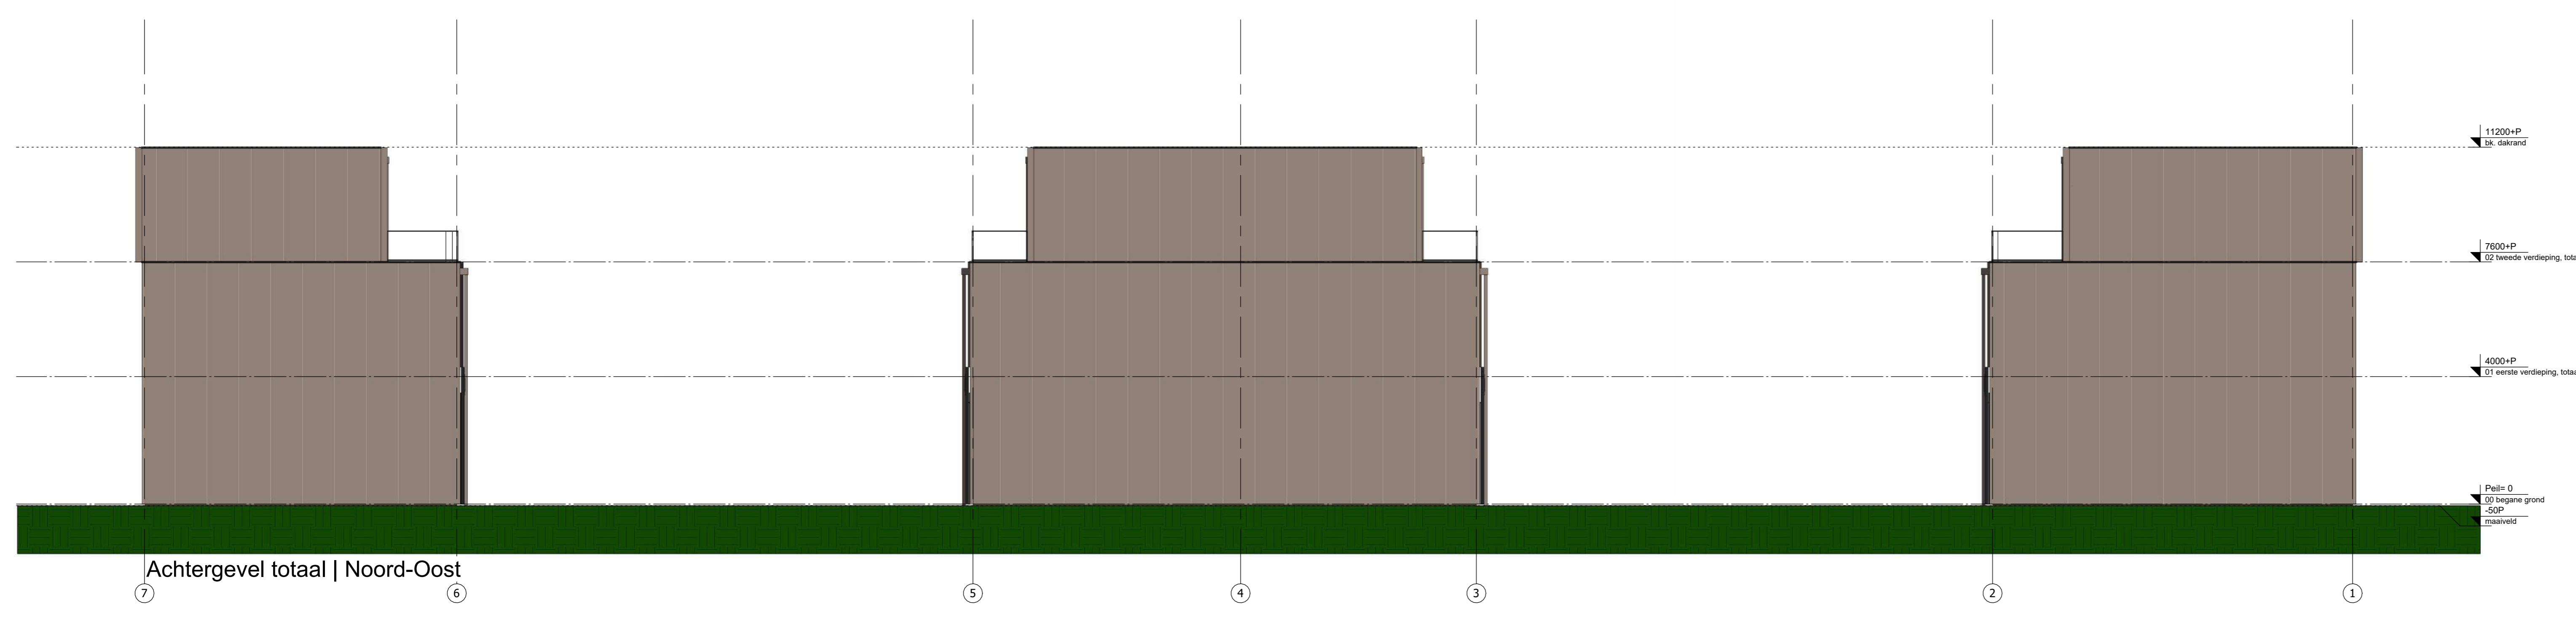 11200+P
bk. dakrand
7600+P
02 tweede verdieping, tota
4000+P
01 eerste verdieping, totaa
Peil= 0
00 begane grond
-50P
maaiveld
Achtergevel totaal | Noord-Oost
7 6 5 4 3 2 1